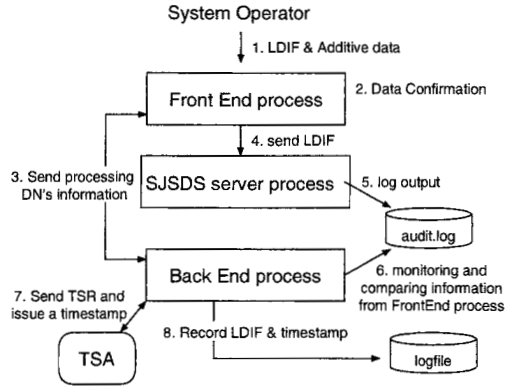 System Operator
1. LDIF & Additive data
Front End process
2. Data Confirmation
4. send LDIF
3. Send processing
DN's information
SJSDS server process
5. log output
audit.log
Back End process
6. monitoring and
comparing information
from FrontEnd process
7. Send TSR and
issue a timestamp
8. Record LDIF & timestamp
TSA
logfile